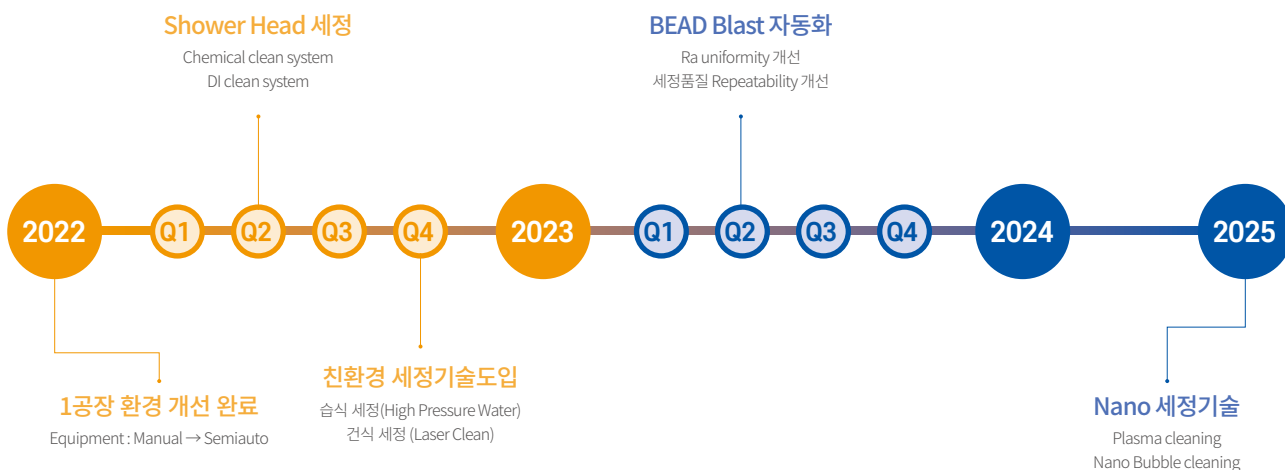 Shower Head 세정
Chemical clean system
DI clean system
BEAD Blast 자동화
Ra uniformity 개선
세정품질 Repeatability 개선
2022
Q1
Q2
Q3
Q4
2023
Q1
Q2
Q3
Q4
2024
2025
1공장 환경 개선 완료
Equipment : Manual → Semiauto
친환경 세정기술도입
습식 세정(High Pressure Water)
건식 세정 (Laser Clean)
Nano 세정기술
Plasma cleaning
Nano Bubble cleaning